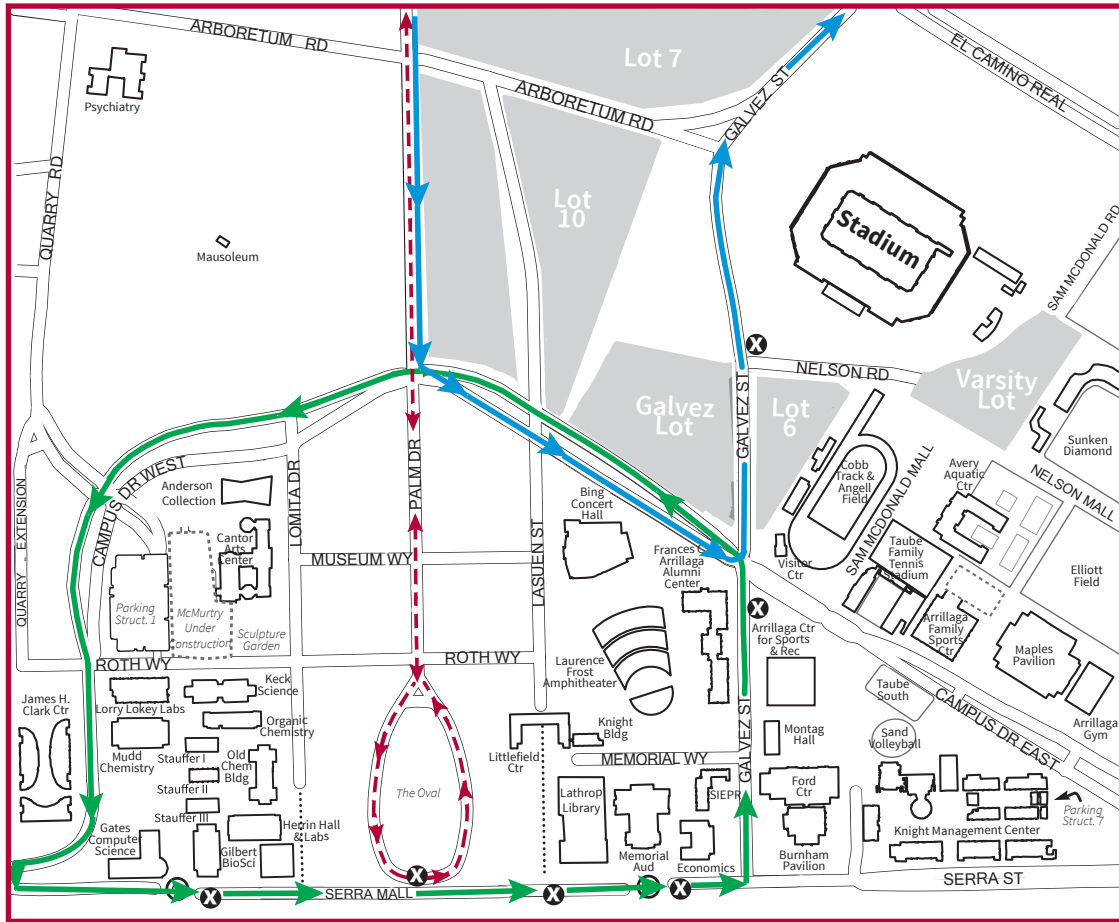 ARBORETUM RD
Lot 7
EL CAMINO REAL
Psychiatry
ARBORETUM RD
GALVEZ ST
QUARRY RD
Lot
10
Stadium
SAM MCDONALD RD
Mausoleum
X
NELSON RD
Varsity
Lot
Galvez
Lot
GALVEZ ST
Lot
6
Sunken
Diamond
PALM DR
CAMPUS DR WEST
LOMITA DR
Anderson
Collection
Cobb
Track &
Angell
Field
SAM MCDONALD MALL
Avery
Aquatic
Ctr
NELSON MALL
QUARRY EXTENSION
Bing
Concert
Hall
LASUEN ST
Cantor
Arts
Center
MUSEUM WY
Frances C
Arrillaga
Alumni
Center
Visitor
Ctr
Taube
Family
Tennis
Stadium
Elliott
Field
Parking
Struct. 1
McMurtry
Under
Construction
Sculpture
Garden
X
Arrillaga Ctr
for Sports
& Rec
Arrillaga
Family
Sports
Ctr
Maples
Pavilion
ROTH WY
ROTH WY
Laurence
Frost
Amphitheater
Taube
South
CAMPUS DR EAST
Arrillaga
Gym
James H.
Clark Ctr
Lorry Lokey Labs
Keck
Science
Organic
Chemistry
Mudd
Chemistry
Stauffer I
Stauffer II
Stauffer III
Old
Chem
Bldg
Littlefield
Ctr
Knight
Bldg
MEMORIAL WY
GALVEZ ST
Montag
Hall
Sand
Volleyball
The Oval
Lathrop
Library
SIEPR
Ford
Ctr
Parking
Struct. 7
Gates
Computer
Science
Gilbert
BioSci
Herrin Hall
& Labs
Memorial
Aud
Economics
Burnham
Pavilion
Knight Management Center
X
X
SERRA MALL
X
X
SERRA ST